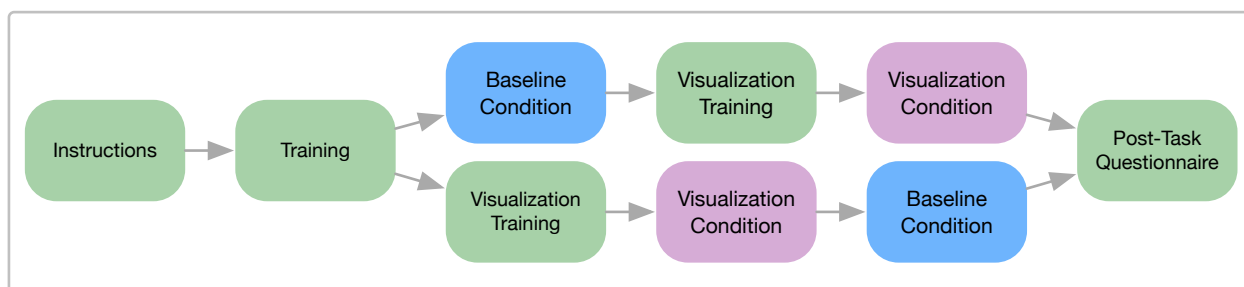 Instructions
Training
Baseline
Condition
Visualization
Training
Visualization
Condition
Visualization
Training
Visualization
Condition
Baseline
Condition
Post-Task
Questionnaire